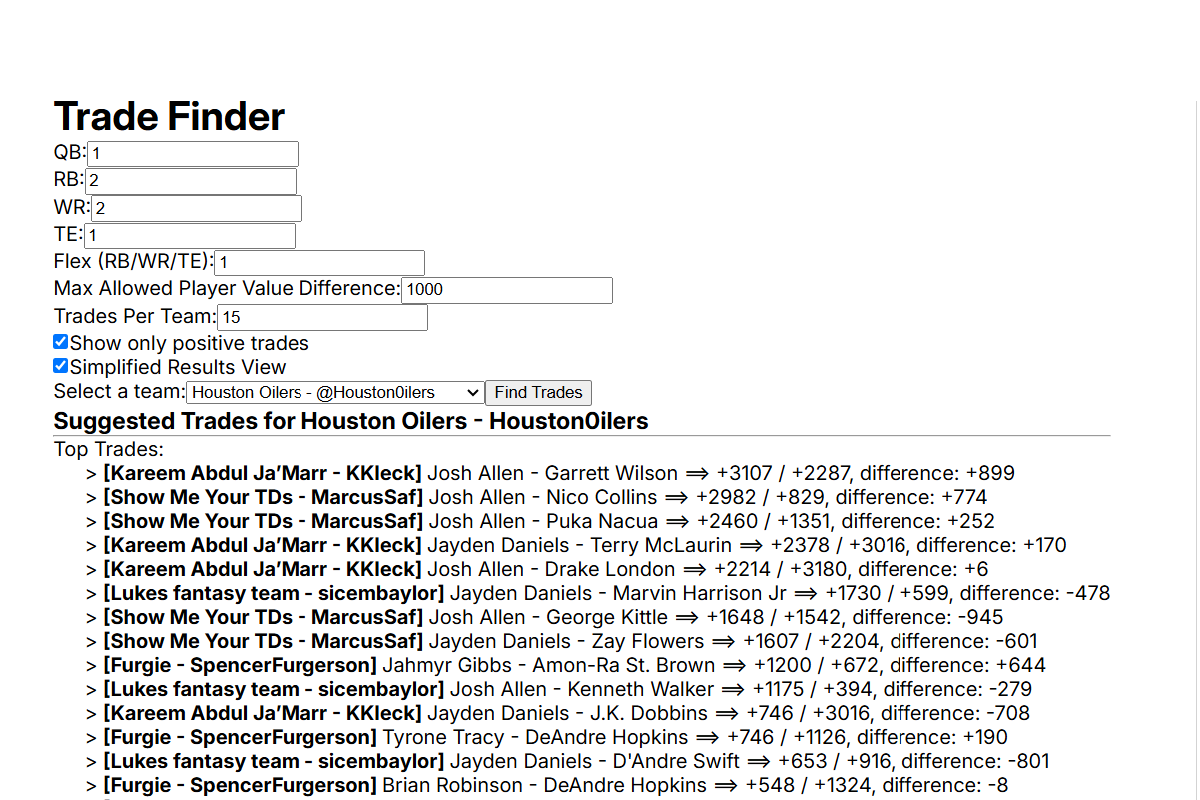 Trade Finder
QB: 1
RB: 2
WR: 2
TE: 1
Flex (RB/WR/TE): 1
Max Allowed Player Value Difference: 1000
Trades Per Team: 15
Show only positive trades
Simplified Results View
Select a team: Houston Oilers - @Houston0ilers Find Trades
Suggested Trades for Houston Oilers - Houston0ilers
Top Trades:
> [Kareem Abdul Ja’Marr - KKleck] Josh Allen - Garrett Wilson ⟹ +3107 / +2287, difference: +899
> [Show Me Your TDs - MarcusSaf] Josh Allen - Nico Collins ⟹ +2982 / +829, difference: +774
> [Show Me Your TDs - MarcusSaf] Josh Allen - Puka Nacua ⟹ +2460 / +1351, difference: +252
> [Kareem Abdul Ja’Marr - KKleck] Jayden Daniels - Terry McLaurin ⟹ +2378 / +3016, difference: +170
> [Kareem Abdul Ja’Marr - KKleck] Josh Allen - Drake London ⟹ +2214 / +3180, difference: +6
> [Lukes fantasy team - sicembaylor] Jayden Daniels - Marvin Harrison Jr ⟹ +1730 / +599, difference: -478
> [Show Me Your TDs - MarcusSaf] Josh Allen - George Kittle ⟹ +1648 / +1542, difference: -945
> [Show Me Your TDs - MarcusSaf] Jayden Daniels - Zay Flowers ⟹ +1607 / +2204, difference: -601
> [Furgie - SpencerFurgerson] Jahmyr Gibbs - Amon-Ra St. Brown ⟹ +1200 / +672, difference: +644
> [Lukes fantasy team - sicembaylor] Josh Allen - Kenneth Walker ⟹ +1175 / +394, difference: -279
> [Kareem Abdul Ja’Marr - KKleck] Jayden Daniels - J.K. Dobbins ⟹ +746 / +3016, difference: -708
> [Furgie - SpencerFurgerson] Tyrone Tracy - DeAndre Hopkins ⟹ +746 / +1126, difference: +190
> [Lukes fantasy team - sicembaylor] Jayden Daniels - D'Andre Swift ⟹ +653 / +916, difference: -801
> [Furgie - SpencerFurgerson] Brian Robinson - DeAndre Hopkins ⟹ +548 / +1324, difference: -8